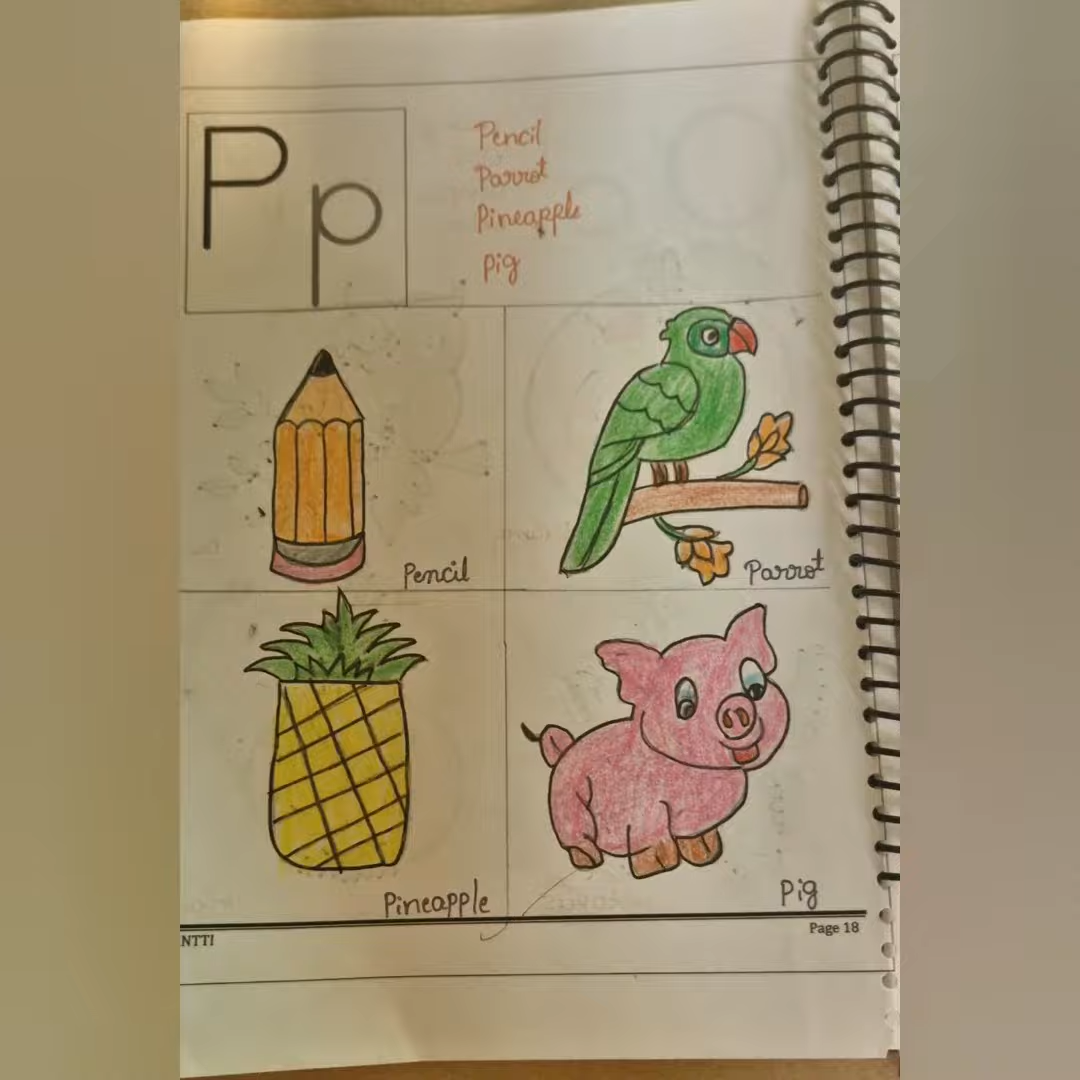 P p
Pencil
Parrot
Pineapple
pig
Pencil
Parrot
Pineapple
pig
NTTI
Page 18